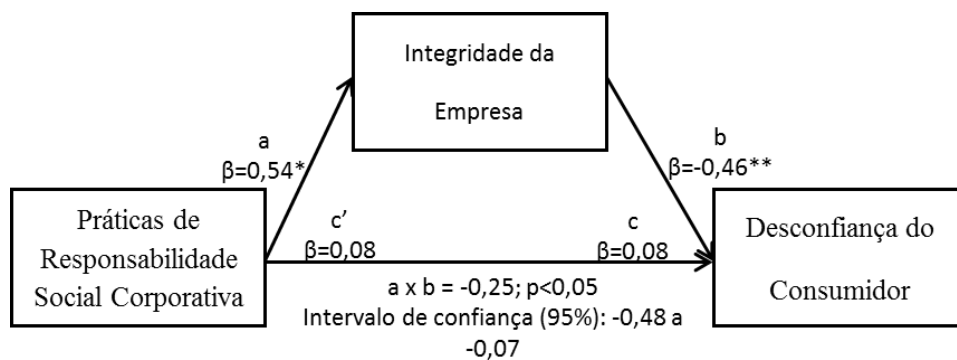 Integridade da
Empresa
a
β=0,54*
b
β=-0,46**
Práticas de
Responsabilidade
Social Corporativa
c’
β=0,08
c
β=0,08
Desconfiança do
Consumidor
a x b = -0,25; p<0,05
Intervalo de confiança (95%): -0,48 a
-0,07